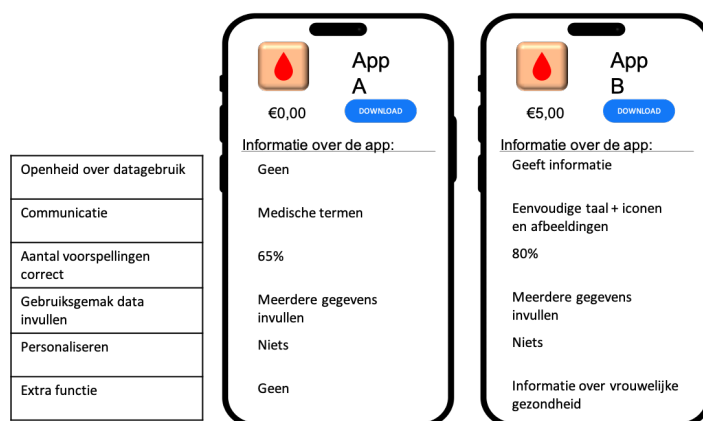 App
A
€0,00
DOWNLOAD
Informatie over de app:
App
B
€5,00
DOWNLOAD
Informatie over de app:
Openheid over datagebruik
Geen
Geeft informatie
Communicatie
Medische termen
Eenvoudige taal + iconen
en afbeeldingen
Aantal voorspellingen
correct
65%
80%
Gebruiksgemak data
invullen
Meerdere gegevens
invullen
Meerdere gegevens
invullen
Personaliseren
Niets
Niets
Extra functie
Geen
Informatie over vrouwelijke
gezondheid